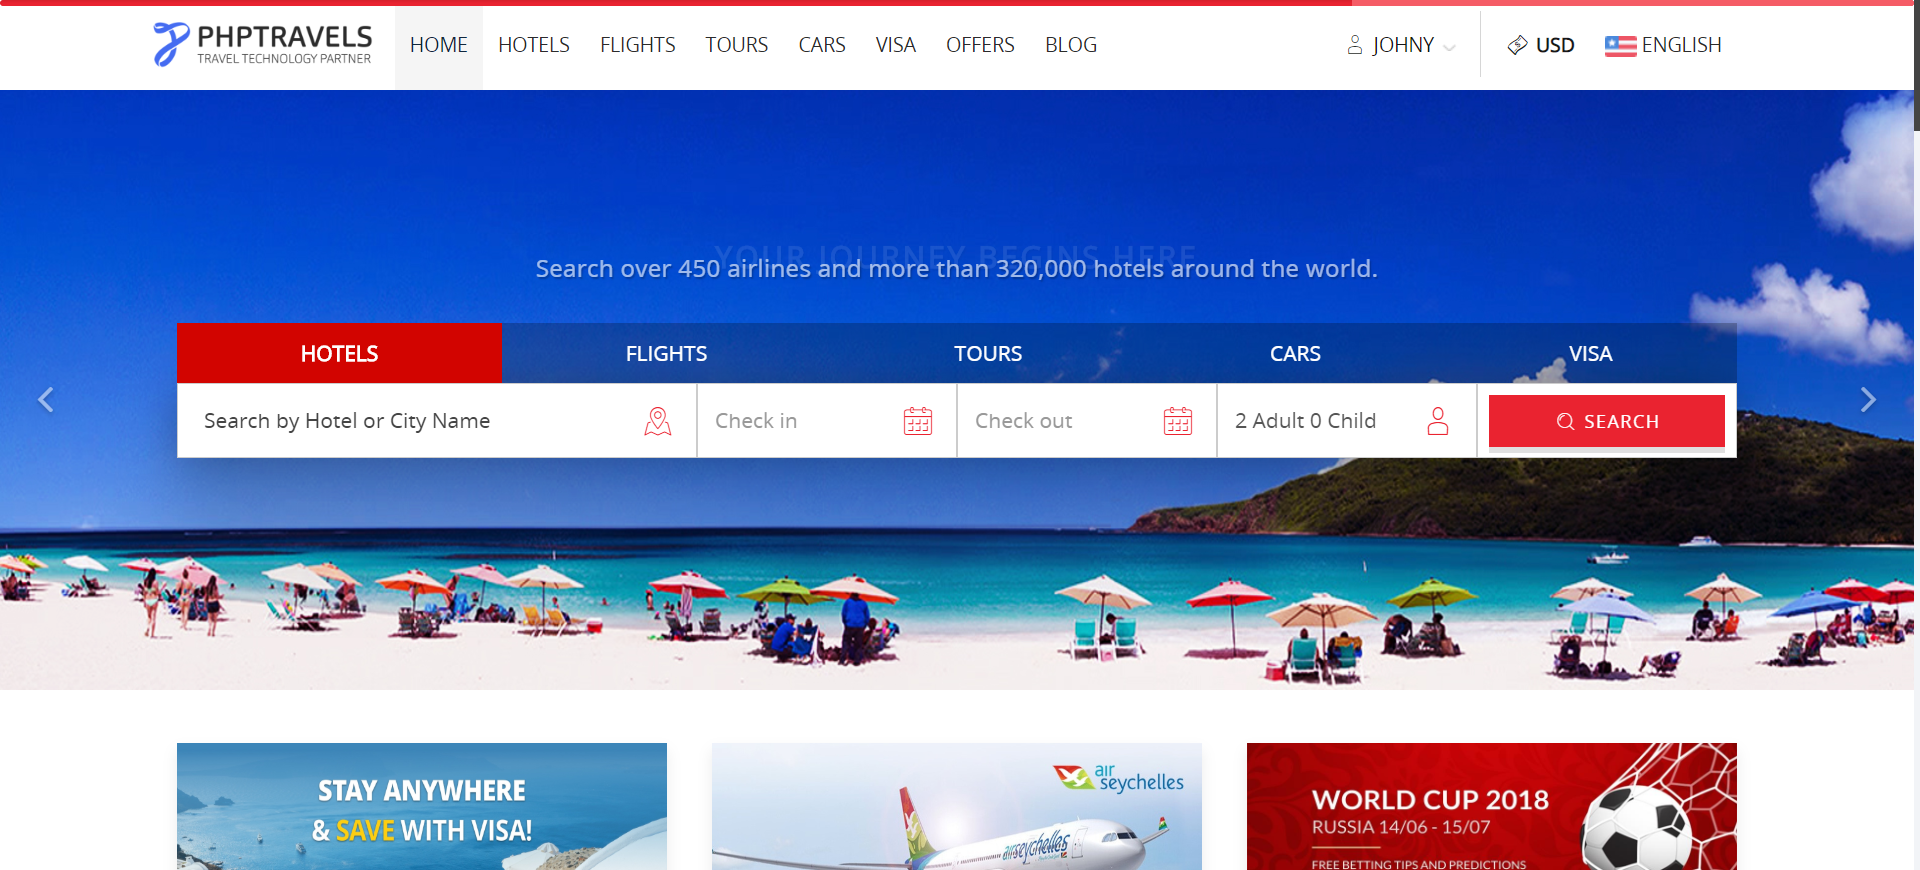 PHPTRAVELS
TRAVEL TECHNOLOGY PARTNER
HOME HOTELS FLIGHTS TOURS CARS VISA OFFERS BLOG JOHNY USD ENGLISH
YOUR JOURNEY BEGINS HERE
Search over 450 airlines and more than 320,000 hotels around the world.
HOTELS FLIGHTS TOURS CARS VISA
Search by Hotel or City Name Check in Check out 2 Adult 0 Child SEARCH
STAY ANYWHERE
& SAVE WITH VISA!
air
seychelles
airseychelles
WORLD CUP 2018
RUSSIA 14/06 - 15/07
FREE BETTING TIPS AND PREDICTIONS